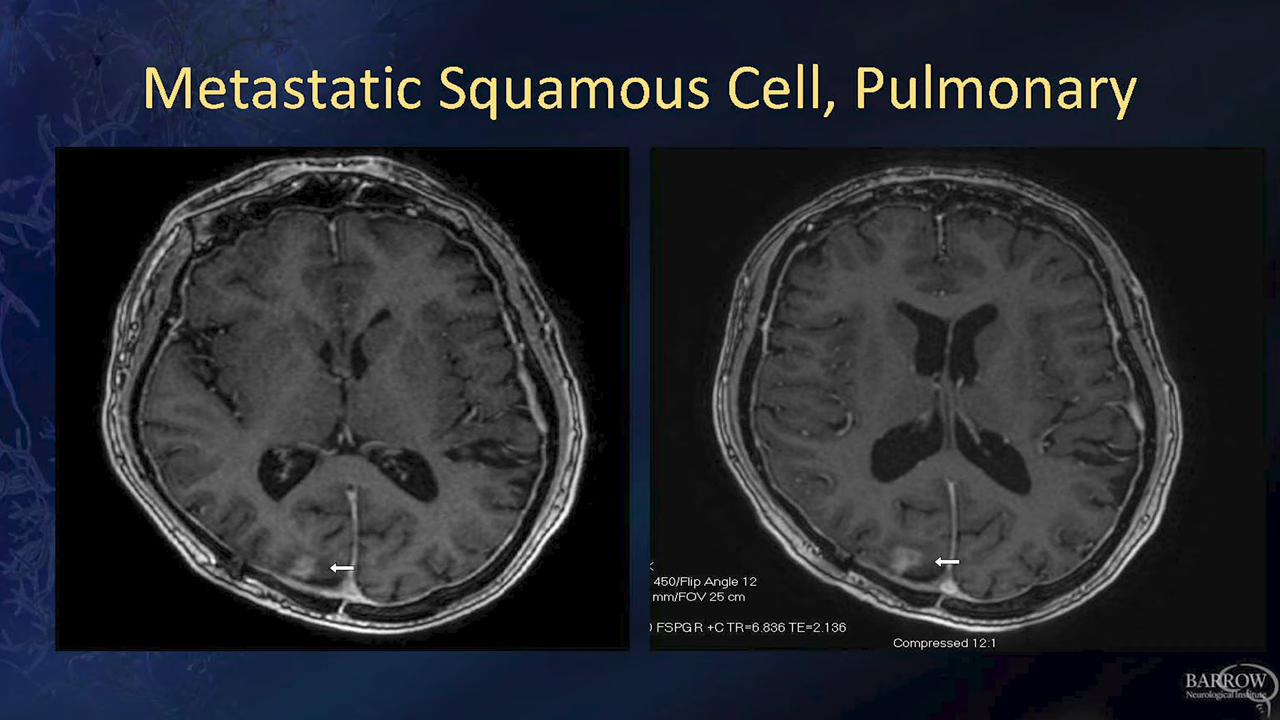 Metastatic Squamous Cell, Pulmonary
450/Flip Angle 12
mm/FOV 25 cm
FSPGR +C TR=6.836 TE=2.136
Compressed 12:1
BARROW
Neurological Institute